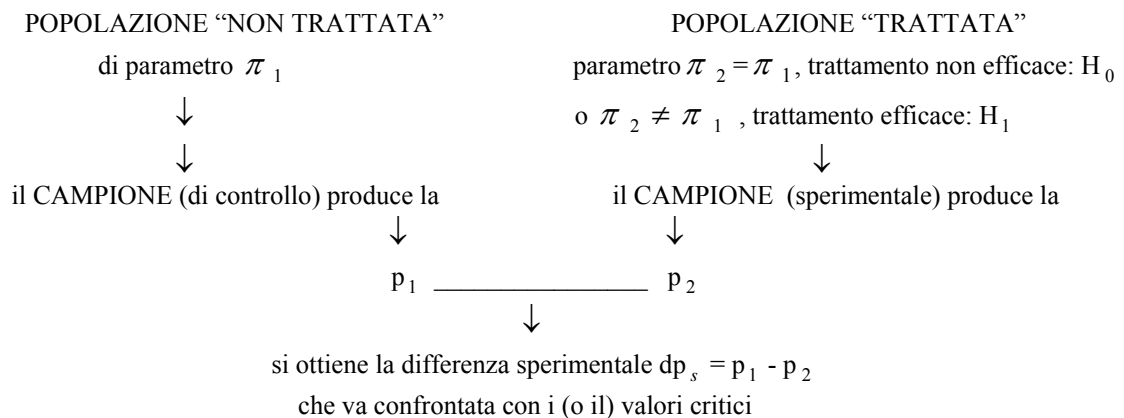 POPOLAZIONE “NON TRATTATA”
di parametro π 1
↓
↓
il CAMPIONE (di controllo) produce la
↓
POPOLAZIONE “TRATTATA”
parametro π 2 = π 1, trattamento non efficace: H 0
o π 2 ≠ π 1 , trattamento efficace: H 1
↓
il CAMPIONE (sperimentale) produce la
↓
p 1 ________________ p 2
↓
si ottiene la differenza sperimentale dp s = p 1 - p 2
che va confrontata con i (o il) valori critici